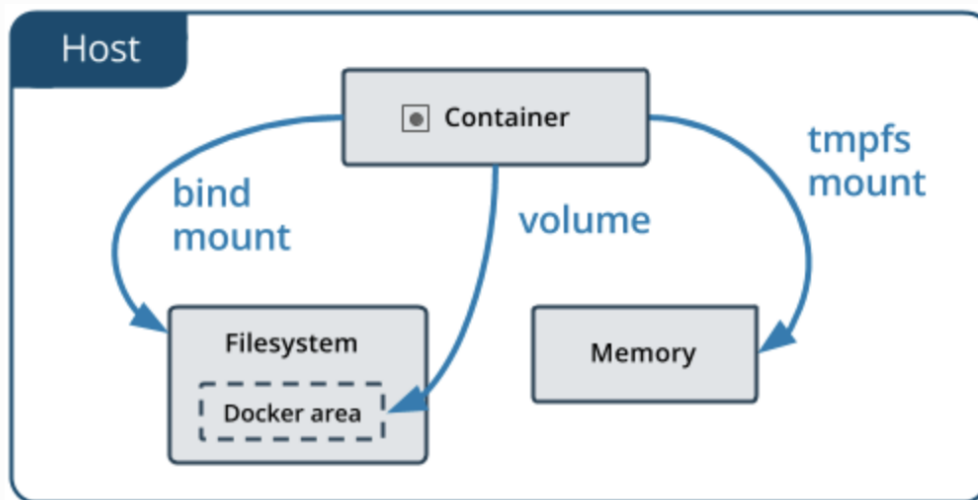 Host
Container
bind
mount
volume
tmpfs
mount
Filesystem
Docker area
Memory